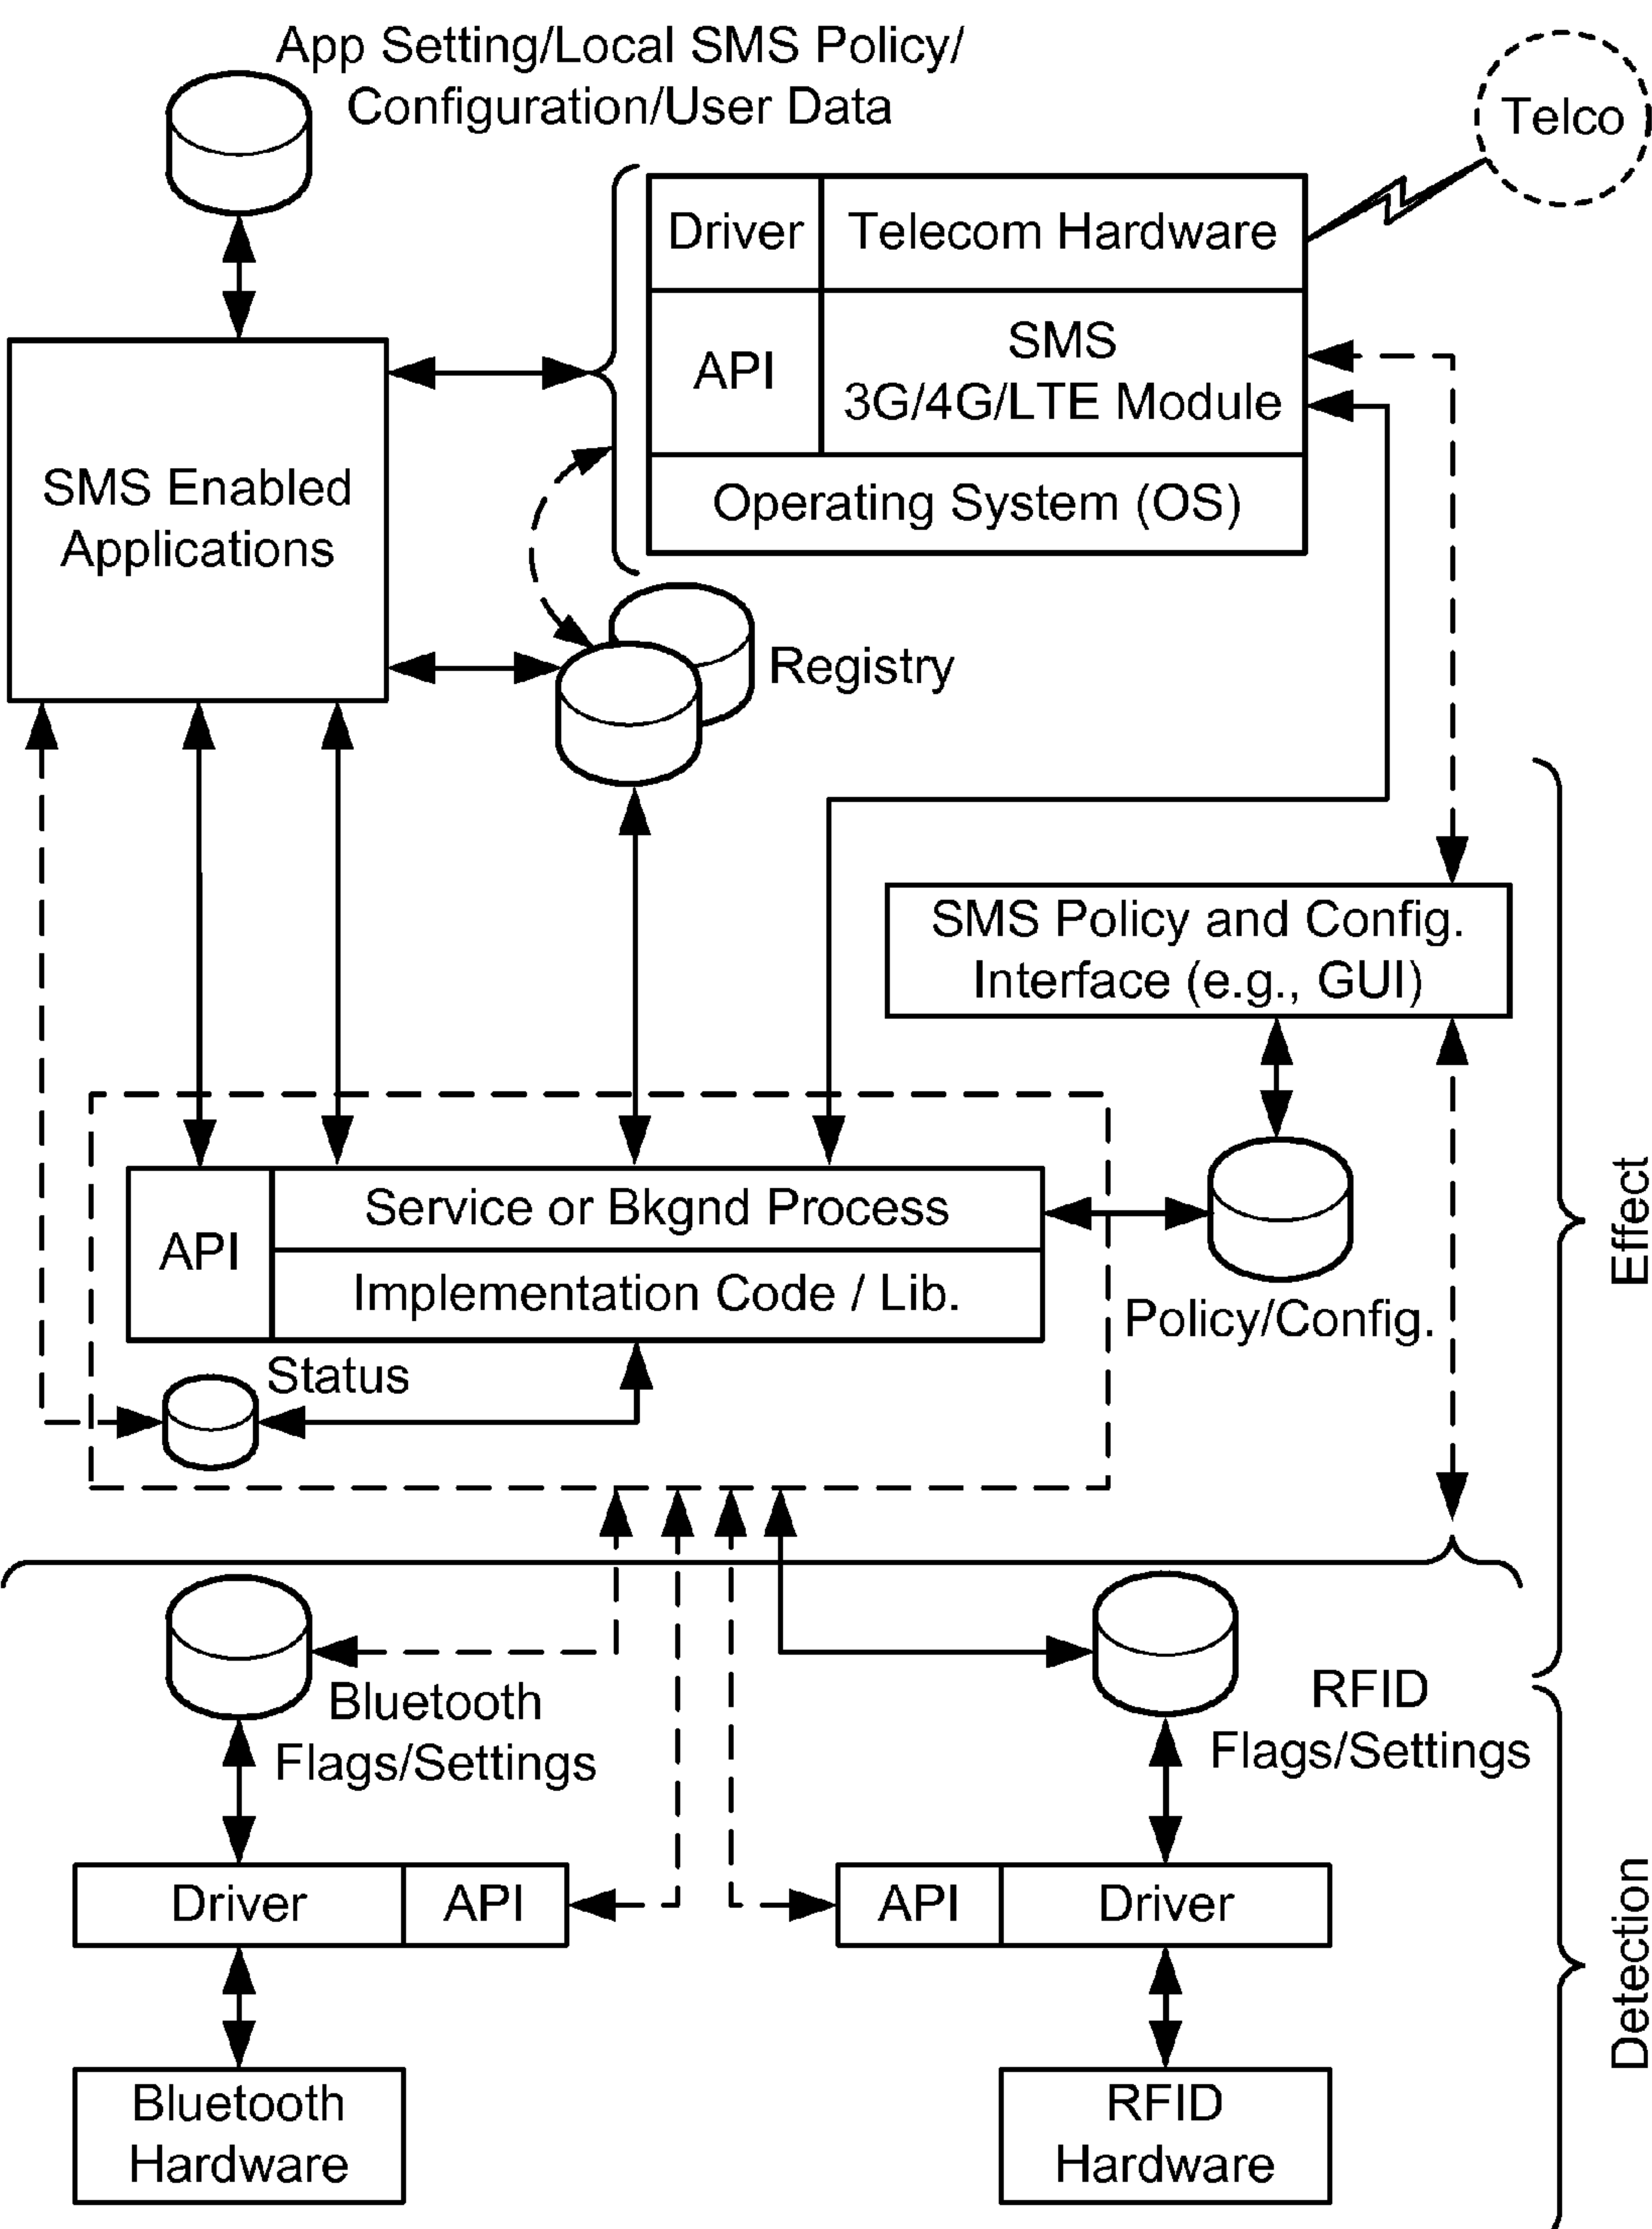 App Setting/Local SMS Policy/
Configuration/User Data
Telco
Driver
Telecom Hardware
API
SMS
3G/4G/LTE Module
Operating System (OS)
SMS Enabled
Applications
Registry
SMS Policy and Config.
Interface (e.g., GUI)
API
Service or Bkgnd Process
Implementation Code / Lib.
Policy/Config.
Status
Effect
Bluetooth
Flags/Settings
RFID
Flags/Settings
Driver
API
API
Driver
Detection
Bluetooth
Hardware
RFID
Hardware